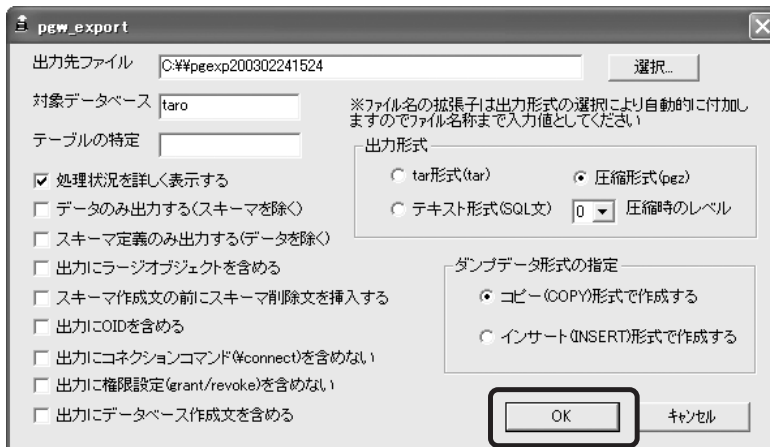 pgw_export
出力先ファイル C:¥¥pgexp200302241524 選択...
対象データベース taro
※ファイル名の拡張子は出力形式の選択により自動的に付加し
ますのでファイル名称まで入力値としてください
テーブルの特定
出力形式
tar形式(tar) 圧縮形式(pgz)
テキスト形式(SQL文) 0 圧縮時のレベル
処理状況を詳しく表示する
データのみ出力する(スキーマを除く)
スキーマ定義のみ出力する(データを除く)
出力にラージオブジェクトを含める
スキーマ作成文の前にスキーマ削除文を挿入する
出力にOIDを含める
出力にコネクションコマンド(¥connect)を含めない
出力に権限設定(grant/revoke)を含めない
出力にデータベース作成文を含める
ダンプデータ形式の指定
コピー(COPY)形式で作成する
インサート(INSERT)形式で作成する
OK キャンセル